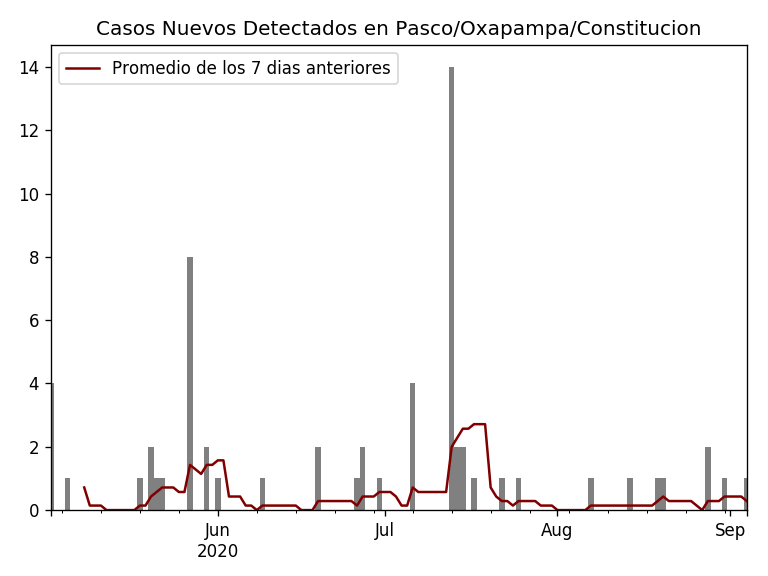 Casos Nuevos Detectados en Pasco/Oxapampa/Constitucion
Promedio de los 7 dias anteriores
14
12
10
8
6
4
2
0
Jun
2020
Jul
Aug
Sep